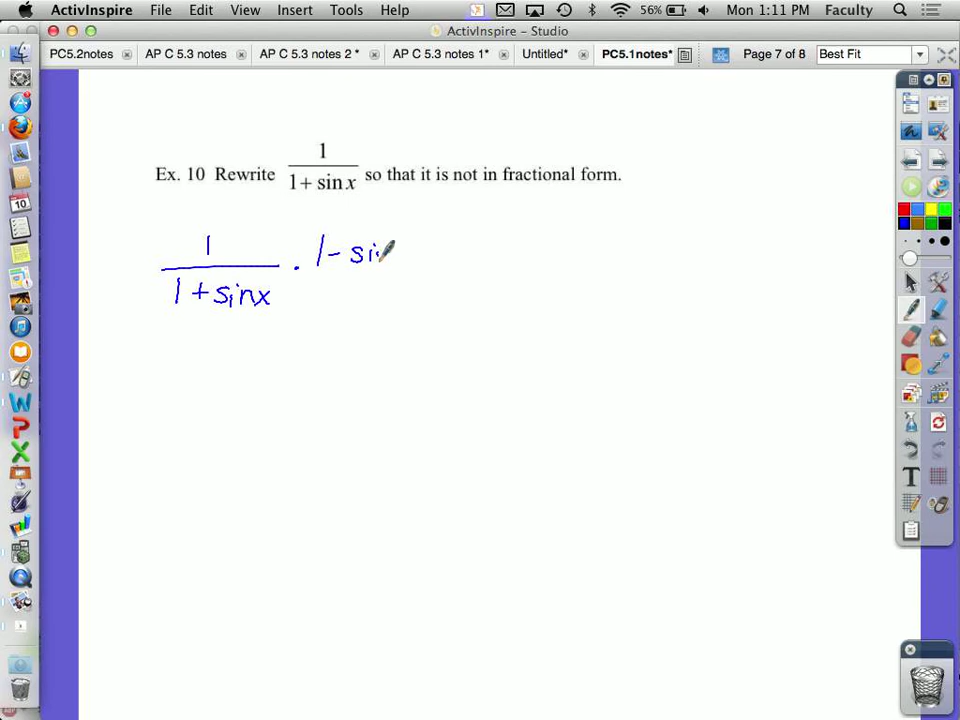 ActivInspire File Edit View Insert Tools Help 56% Mon 1:11 PM Faculty
ActivInspire - Studio
PC5.2notes AP C 5.3 notes AP C 5.3 notes 2 * AP C 5.3 notes 1* Untitled* PC5.1notes* Page 7 of 8 Best Fit
1
Ex. 10 Rewrite 1 + sin x so that it is not in fractional form.
1 · 1 - sin
1 + sinx